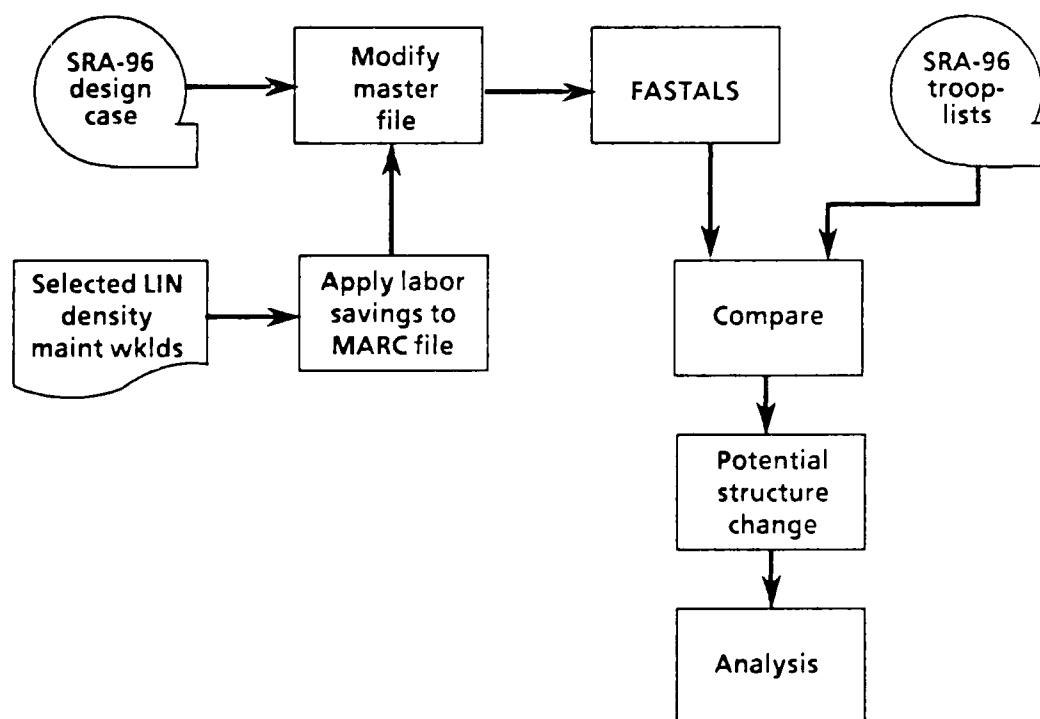 SRA-96
design
case
Modify
master
file
FASTALS
SRA-96
troop-
lists
Selected LIN
density
maint wklds
Apply labor
savings to
MARC file
Compare
Potential
structure
change
Analysis